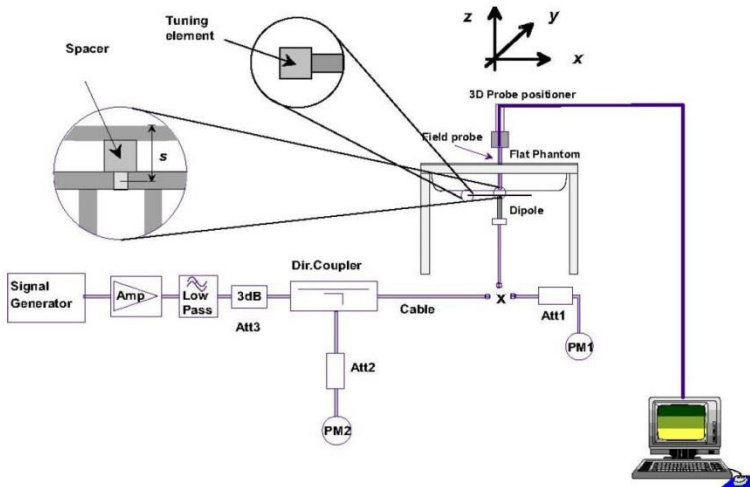 Tuning
element
Spacer
s
z
y
x
3D Probe positioner
Field probe
Flat Phantom
Dipole
Signal
Generator
Amp
Low
Pass
3dB
Att3
Dir.Coupler
Cable
x
Att1
PM1
Att2
PM2